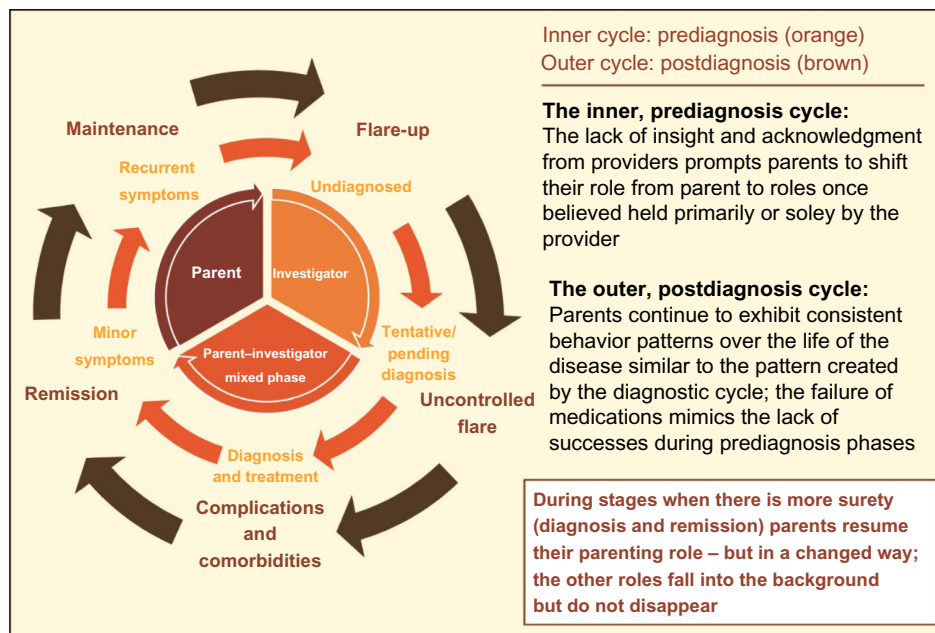 Inner cycle: prediagnosis (orange)
Outer cycle: postdiagnosis (brown)
The inner, prediagnosis cycle:
The lack of insight and acknowledgment
from providers prompts parents to shift
their role from parent to roles once
believed held primarily or soley by the
provider
The outer, postdiagnosis cycle:
Parents continue to exhibit consistent
behavior patterns over the life of the
disease similar to the pattern created
by the diagnostic cycle; the failure of
medications mimics the lack of
successes during prediagnosis phases
During stages when there is more surety
(diagnosis and remission) parents resume
their parenting role – but in a changed way;
the other roles fall into the background
but do not disappear
Maintenance
Flare-up
Uncontrolled
flare
Complications and
comorbidities
Remission
Recurrent
symptoms
Undiagnosed
Tentative/
pending
diagnosis
Diagnosis
and treatment
Minor
symptoms
Parent
Investigator
Parent–investigator
mixed phase